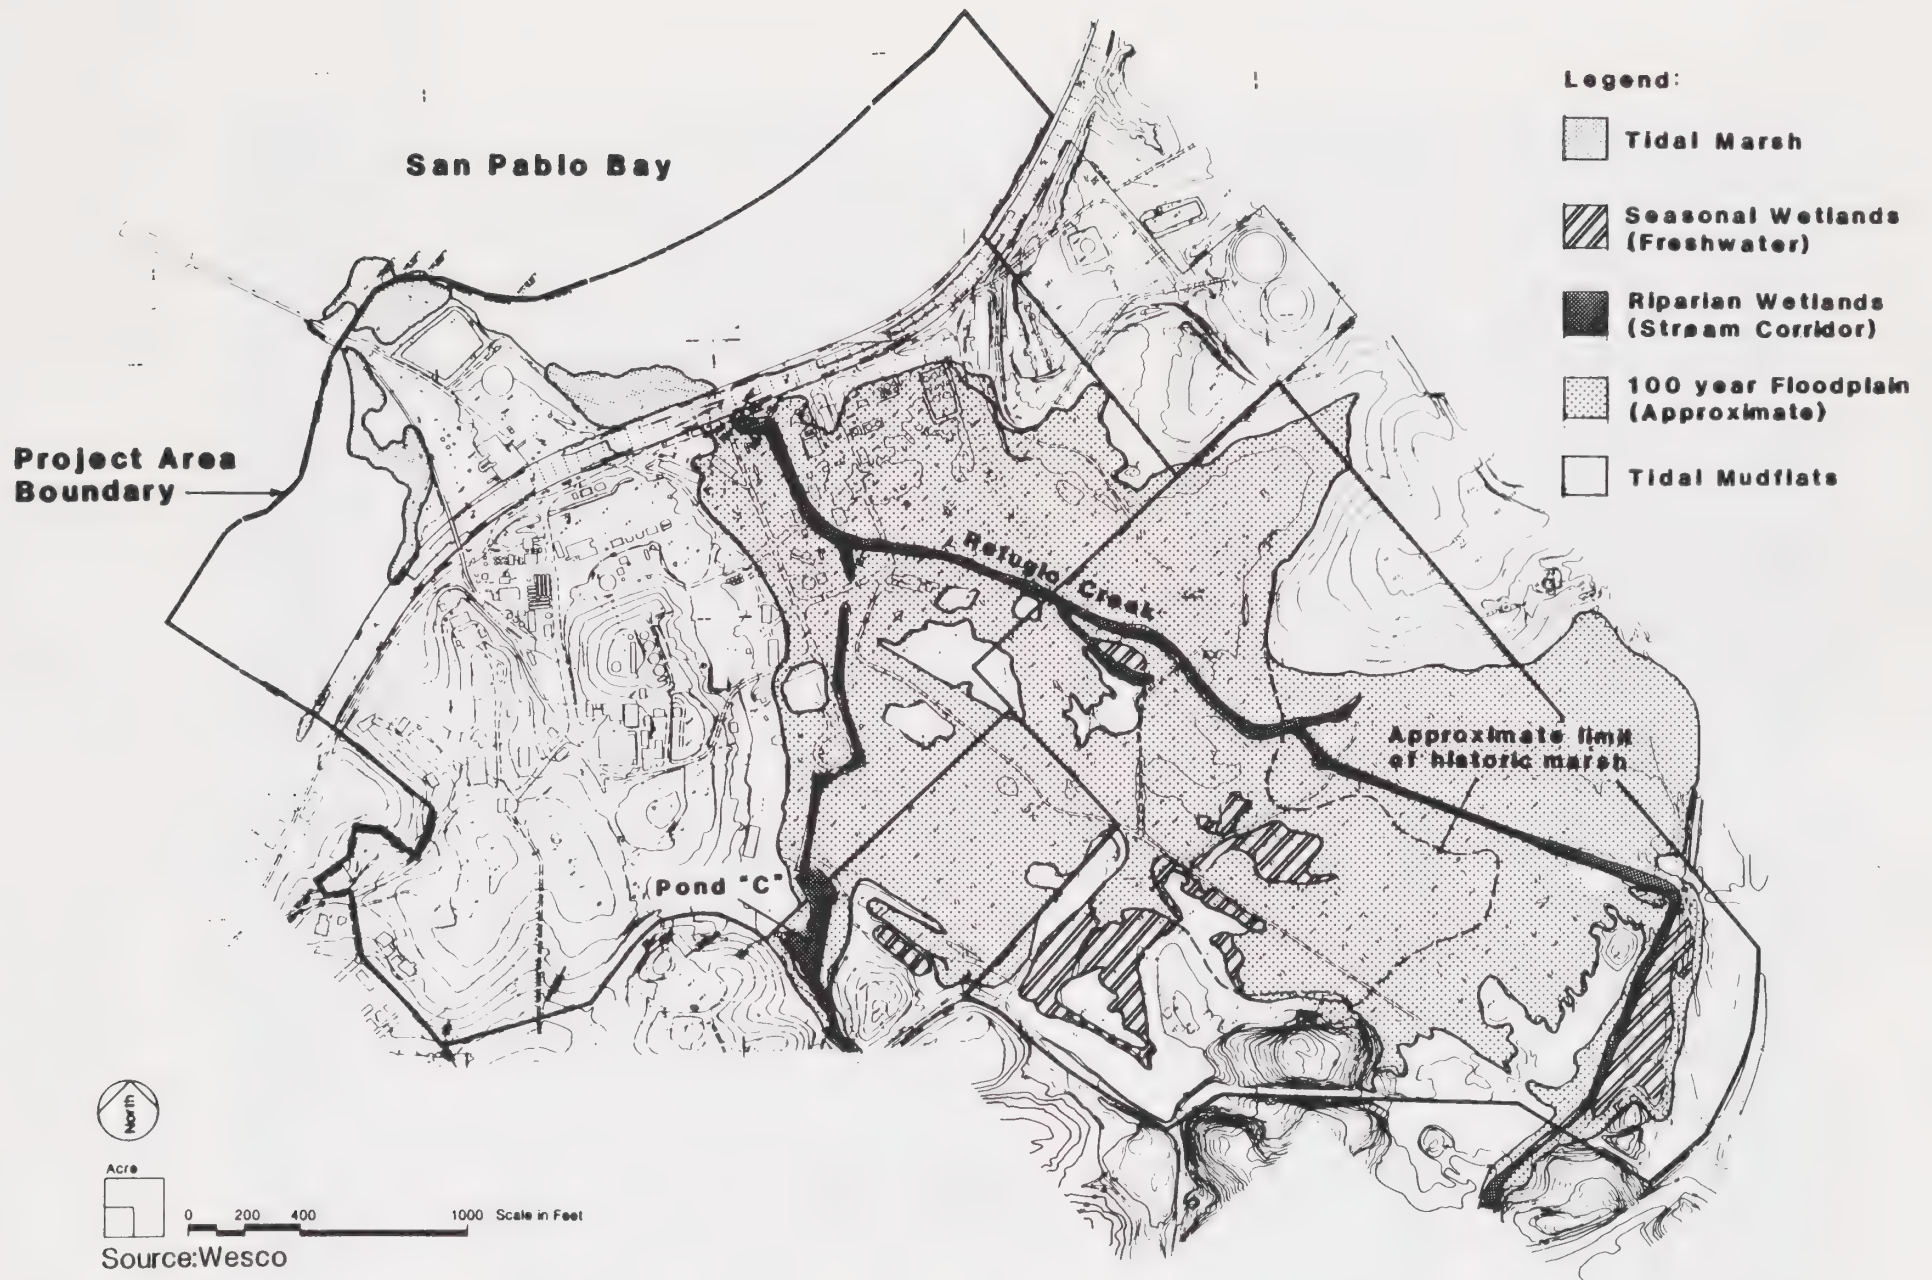 Legend:
Tidal Marsh
San Pablo Bay
Seasonal Wetlands
(Freshwater)
Riparian Wetlands
(Stream Corridor)
100 year Floodplain
(Approximate)
Project Area
Boundary
Tidal Mudflats
Refugio Creek
Approximate limit
of historic marsh
Pond "C"
North
Acre
0 200 400 1000 Scale in Feet
Source:Wesco